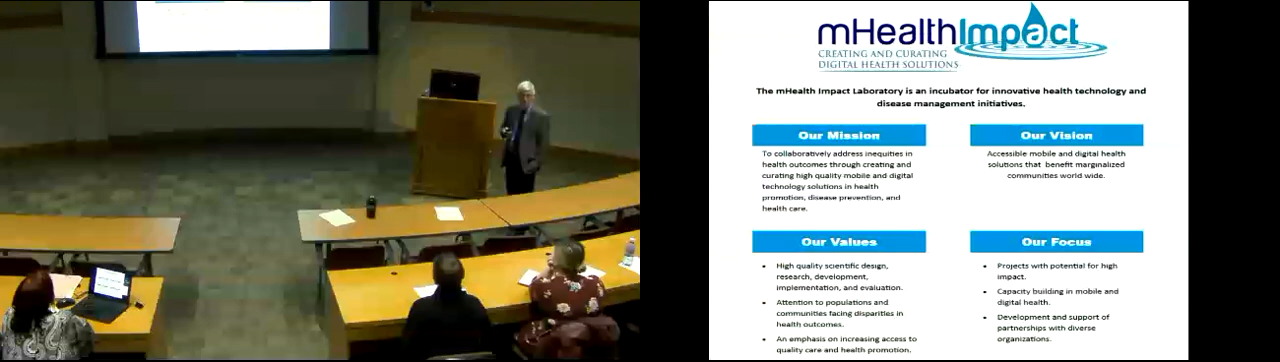 mHealthImpact
CREATING AND CURATING
DIGITAL HEALTH SOLUTIONS
The mHealth Impact Laboratory is an incubator for innovative health technology and
disease management initiatives.
Our Mission
To collaboratively address inequities in
health outcomes through creating and
curating high quality mobile and digital
technology solutions in health
promotion, disease prevention, and
health care.
Our Vision
Accessible mobile and digital health
solutions that benefit marginalized
communities world wide.
Our Values
• High quality scientific design,
research, development,
implementation, and evaluation.
• Attention to populations and
communities facing disparities in
health outcomes.
• An emphasis on increasing access to
quality care and health promotion.
Our Focus
• Projects with potential for high
impact.
• Capacity building in mobile and
digital health.
• Development and support of
partnerships with diverse
organizations.